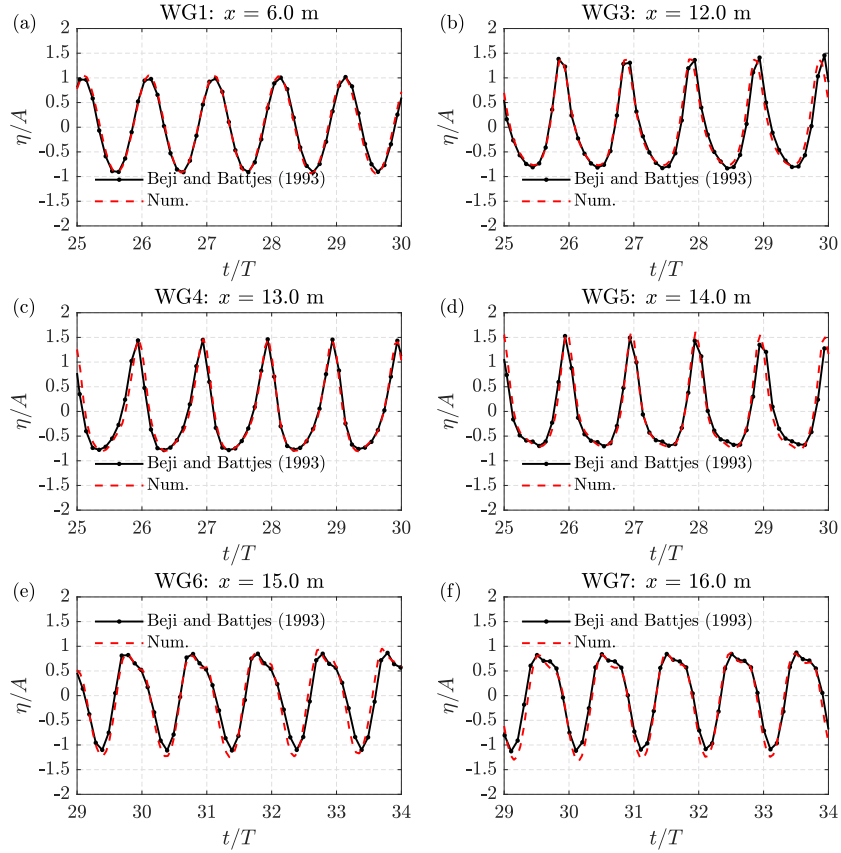 (a) WG1: x = 6.0 m
2
1.5
1
0.5
0
-0.5
-1
-1.5
-2
η/A
Beji and Battjes (1993)
Num.
25 26 27 28 29 30
t/T
(b) WG3: x = 12.0 m
2
1.5
1
0.5
0
-0.5
-1
-1.5
-2
η/A
Beji and Battjes (1993)
Num.
25 26 27 28 29 30
t/T
(c) WG4: x = 13.0 m
2
1.5
1
0.5
0
-0.5
-1
-1.5
-2
η/A
Beji and Battjes (1993)
Num.
25 26 27 28 29 30
t/T
(d) WG5: x = 14.0 m
2
1.5
1
0.5
0
-0.5
-1
-1.5
-2
η/A
Beji and Battjes (1993)
Num.
25 26 27 28 29 30
t/T
(e) WG6: x = 15.0 m
2
1.5
1
0.5
0
-0.5
-1
-1.5
-2
η/A
Beji and Battjes (1993)
Num.
29 30 31 32 33 34
t/T
(f) WG7: x = 16.0 m
2
1.5
1
0.5
0
-0.5
-1
-1.5
-2
η/A
Beji and Battjes (1993)
Num.
29 30 31 32 33 34
t/T